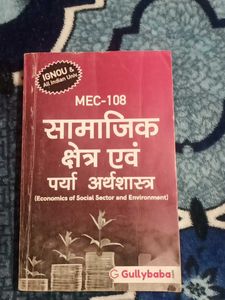 IGNOU &
All Indian Univ
MEC-108
सामाजिक
क्षेत्र एवं
पर्या अर्थशास्त्र
(Economics of Social Sector and Environment)
G Gullybaba!